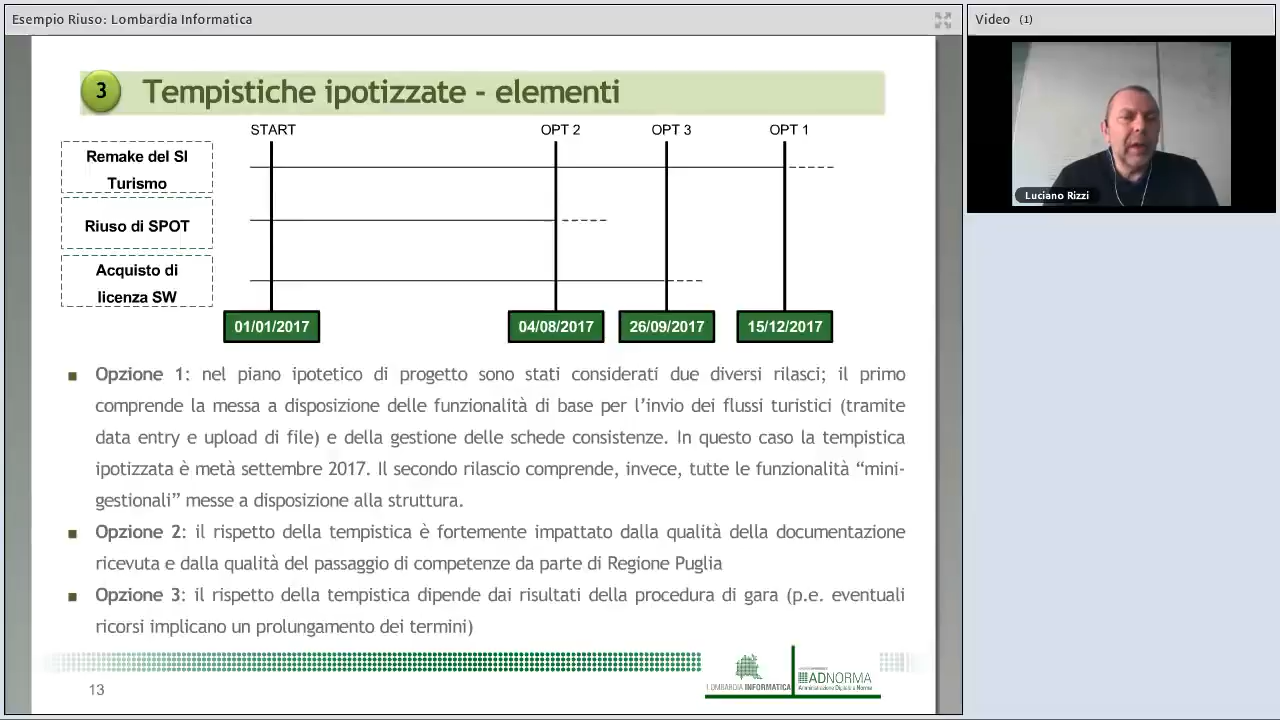 Esempio Riuso: Lombardia Informatica
Video (1)
Luciano Rizzi
3 Tempistiche ipotizzate - elementi
START OPT 2 OPT 3 OPT 1
Remake del SI
Turismo
Riuso di SPOT
Acquisto di
licenza SW
01/01/2017 04/08/2017 26/09/2017 15/12/2017
Opzione 1: nel piano ipotetico di progetto sono stati considerati due diversi rilasci; il primo
comprende la messa a disposizione delle funzionalità di base per l’invio dei flussi turistici (tramite
data entry e upload di file) e della gestione delle schede consistenze. In questo caso la tempistica
ipotizzata è metà settembre 2017. Il secondo rilascio comprende, invece, tutte le funzionalità “mini-
gestionali” messe a disposizione alla struttura.
Opzione 2: il rispetto della tempistica è fortemente impattato dalla qualità della documentazione
ricevuta e dalla qualità del passaggio di competenze da parte di Regione Puglia
Opzione 3: il rispetto della tempistica dipende dai risultati della procedura di gara (p.e. eventuali
ricorsi implicano un prolungamento dei termini)
LOMBARDIA INFORMATICA
ADNORMA
Amministrazione Digitale a Norma
13